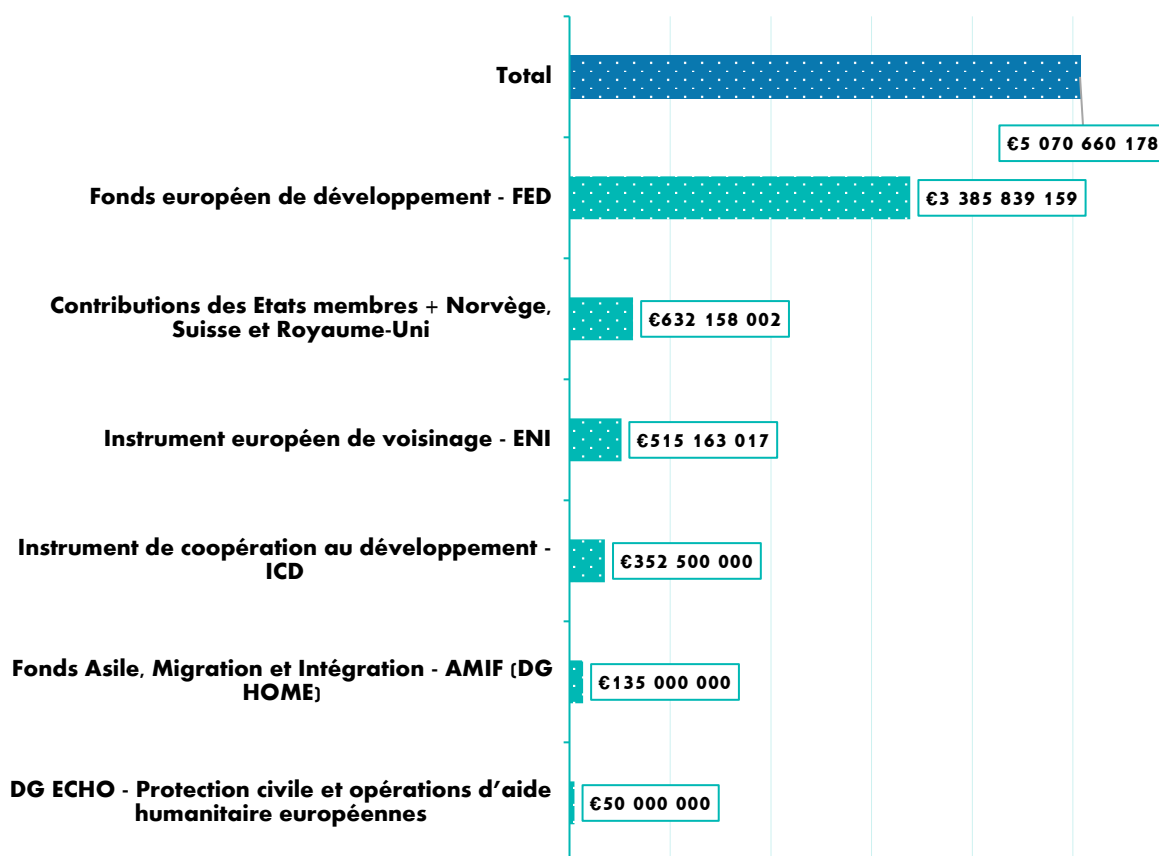 Total
€5 070 660 178
Fonds européen de développement - FED
€3 385 839 159
Contributions des Etats membres + Norvège,
Suisse et Royaume-Uni
€632 158 002
Instrument européen de voisinage - ENI
€515 163 017
Instrument de coopération au développement -
ICD
€352 500 000
Fonds Asile, Migration et Intégration - AMIF (DG
HOME)
€135 000 000
DG ECHO - Protection civile et opérations d’aide
humanitaire européennes
€50 000 000